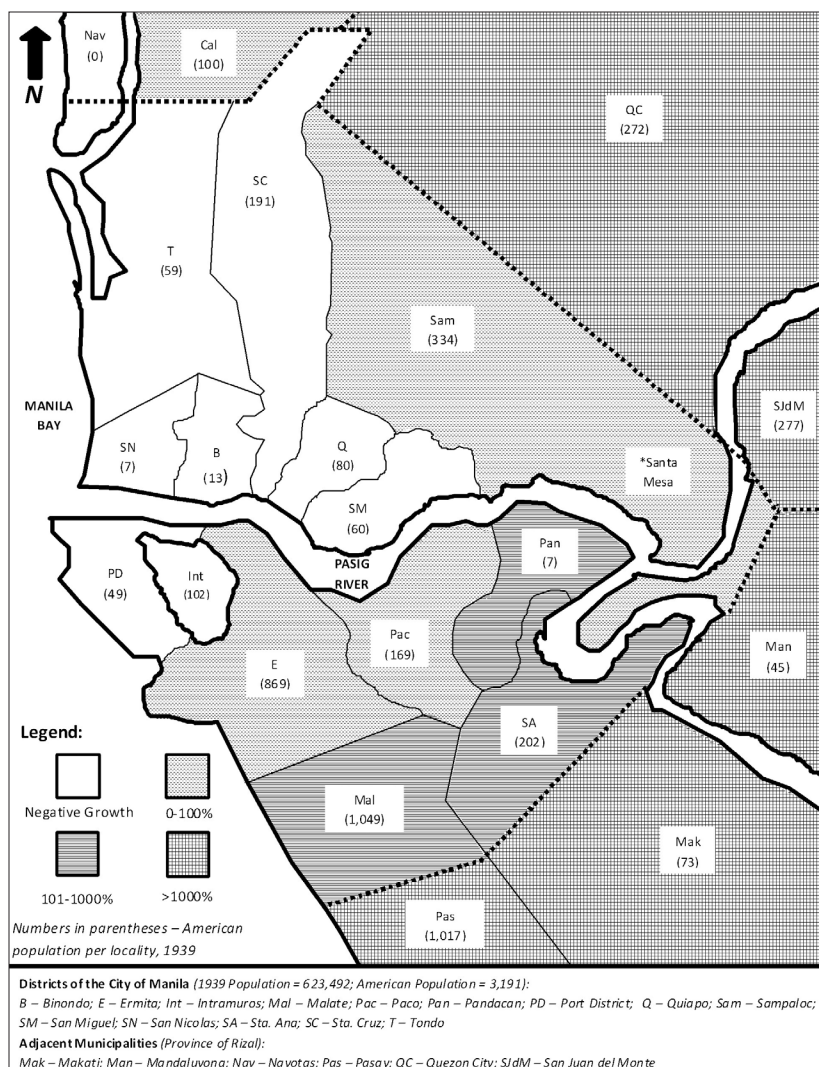 Nav
(0)
Cal
(100)
N
QC
(272)
SC
(191)
T
(59)
Sam
(334)
MANILA
BAY
SJdM
(277)
SN
(7)
B
(13)
Q
(80)
*Santa
Mesa
SM
(60)
Pan
(7)
PASIG
RIVER
PD
(49)
Int
(102)
Pac
(169)
Man
(45)
E
(869)
SA
(202)
Legend:
Negative Growth
0-100%
101-1000%
>1000%
Mal
(1,049)
Mak
(73)
Pas
(1,017)
Numbers in parentheses – American
population per locality, 1939
Districts of the City of Manila (1939 Population = 623,492; American Population = 3,191):
B – Binondo; E – Ermita; Int – Intramuros; Mal – Malate; Pac – Paco; Pan – Pandacan; PD – Port District; Q – Quiapo; Sam – Sampaloc;
SM – San Miguel; SN – San Nicolas; SA – Sta. Ana; SC – Sta. Cruz; T – Tondo
Adjacent Municipalities (Province of Rizal):
Mak – Makati; Man – Mandaluyong; Nav – Navotas; Pas – Pasay; QC – Quezon City; SJdM – San Juan del Monte